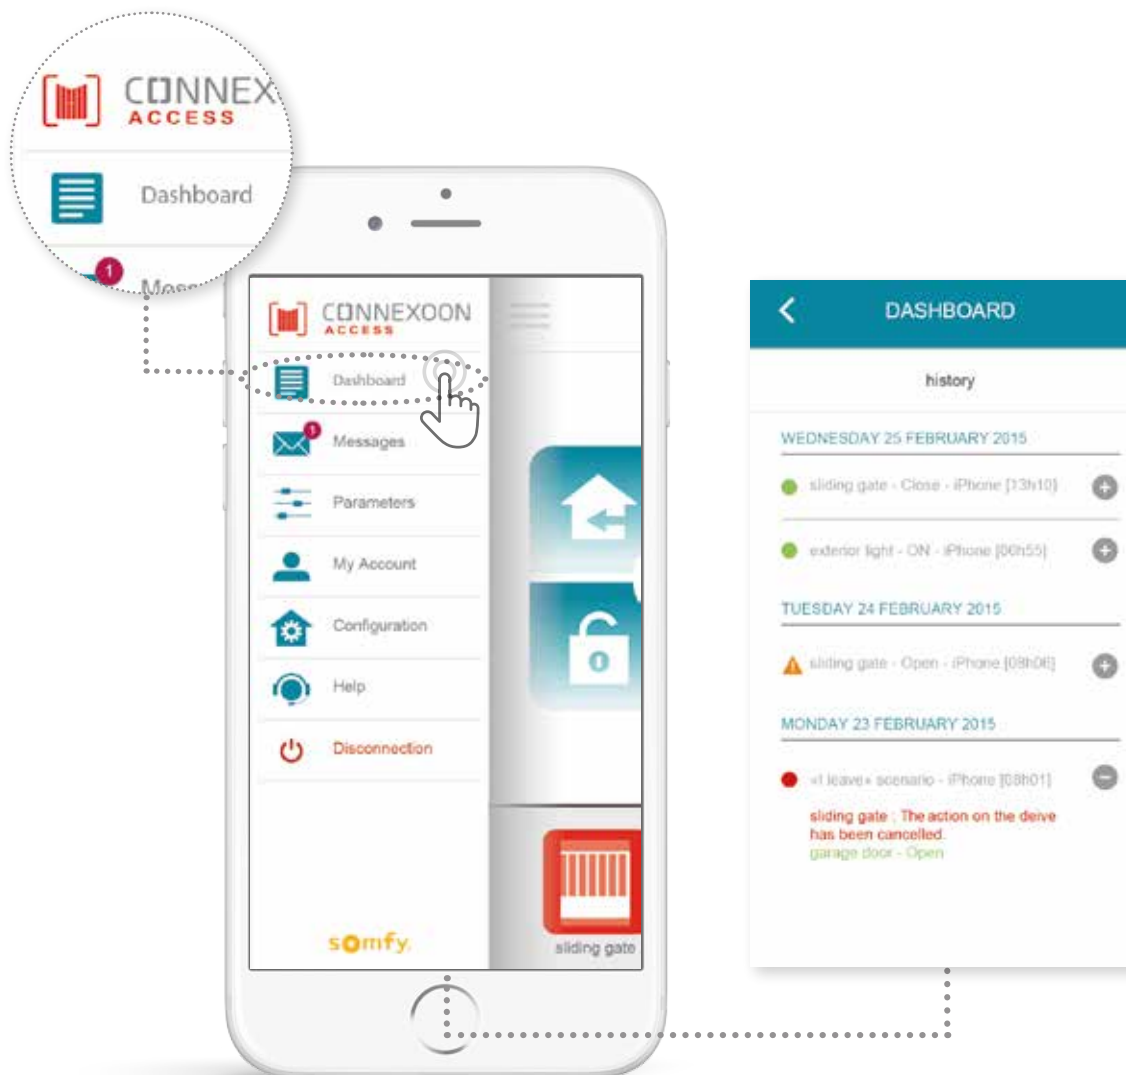 CONNEX
ACCESS
Dashboard
1
Mess
CONNEXOON
ACCESS
Dashboard
1
Messages
Parameters
My Account
Configuration
Help
Disconnection
somfy.
sliding gate
DASHBOARD
history
WEDNESDAY 25 FEBRUARY 2015
sliding gate - Close - iPhone [13h10]
exterior light - ON - iPhone [00h55]
TUESDAY 24 FEBRUARY 2015
sliding gate - Open - iPhone [08h06]
MONDAY 23 FEBRUARY 2015
«I leave» scenario - iPhone [08h01]
sliding gate : The action on the deive
has been cancelled.
garage door - Open